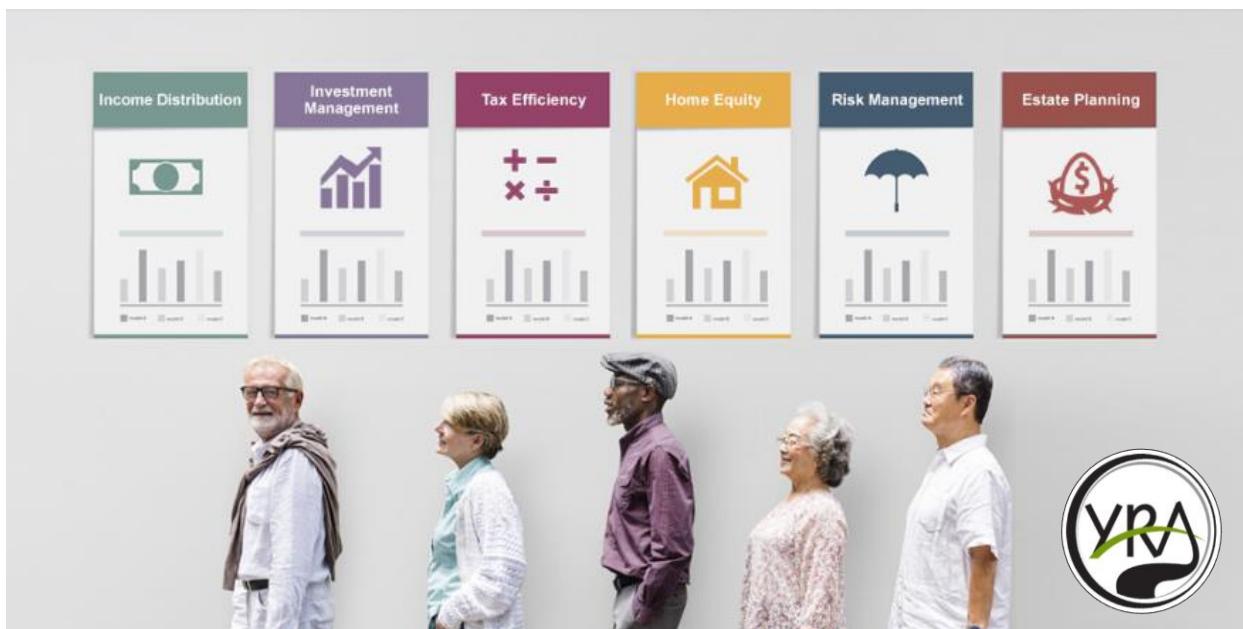 Income Distribution
Investment
Management
Tax Efficiency
Home Equity
Risk Management
Estate Planning
YRA